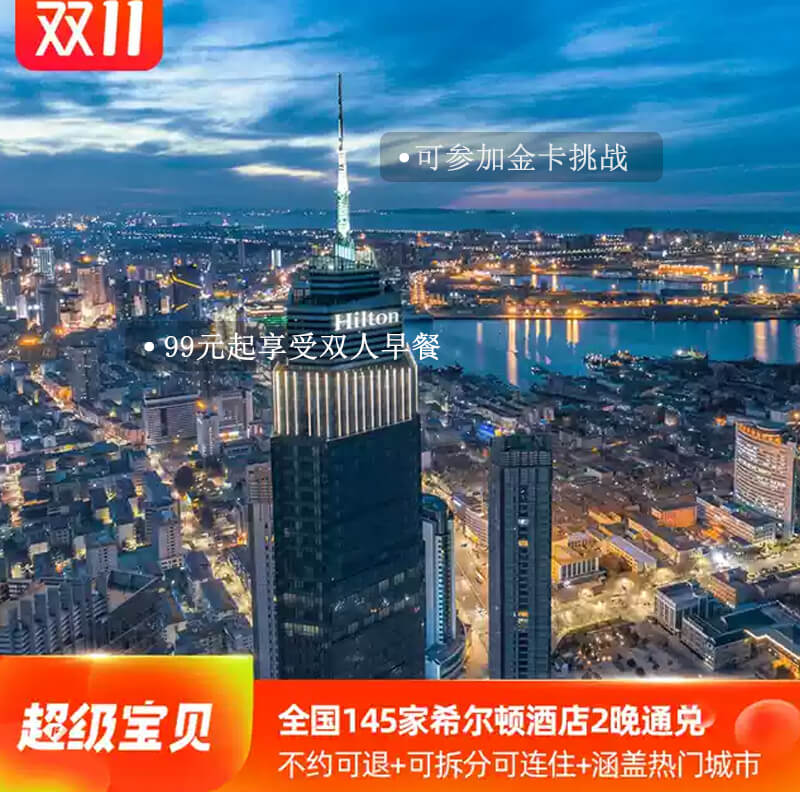 双11
•可参加金卡挑战
Hilton
•99元起享受双人早餐
超级宝贝
全国145家希尔顿酒店2晚通兑
不约可退+可拆分可连住+涵盖热门城市